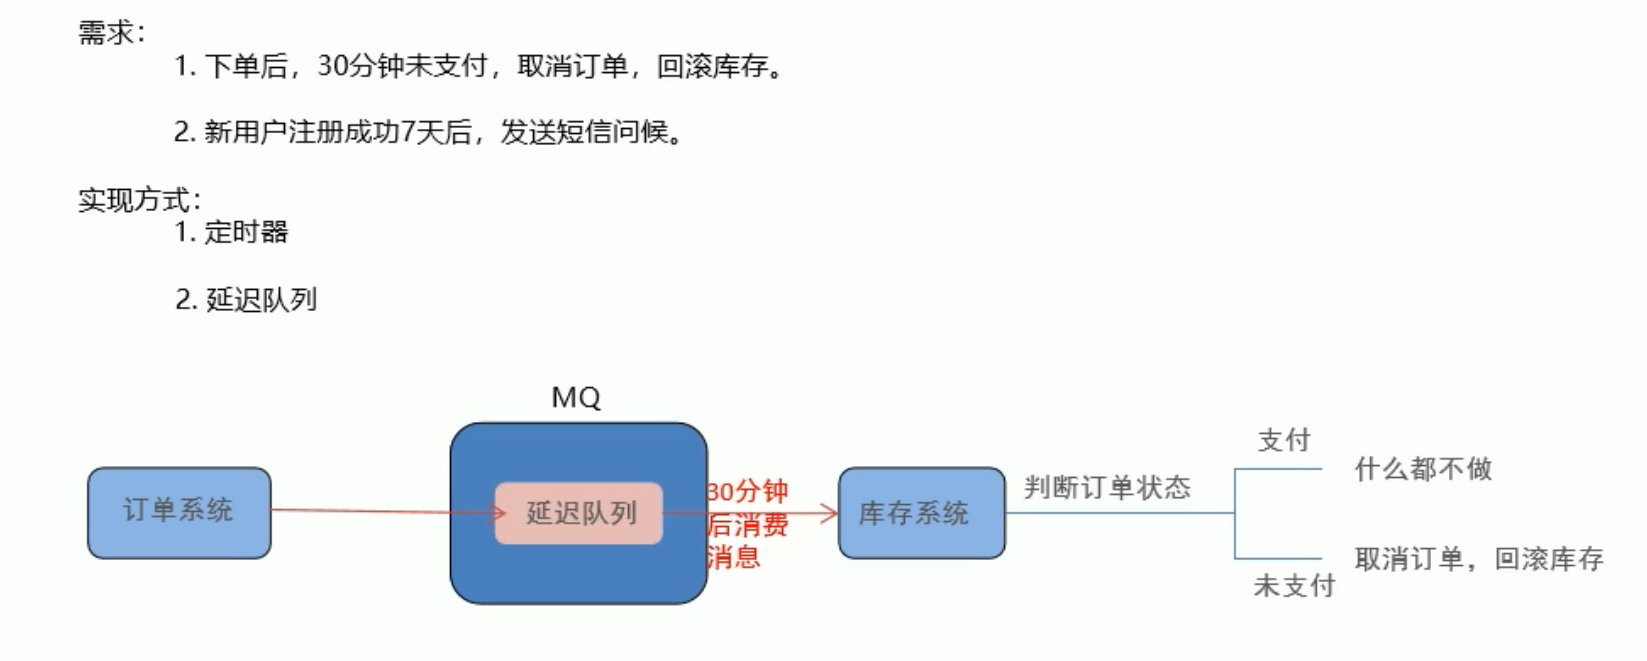 需求：
1. 下单后，30分钟未支付，取消订单，回滚库存。
2. 新用户注册成功7天后，发送短信问候。
实现方式：
1. 定时器
2. 延迟队列
MQ
订单系统
延迟队列
30分钟
后消费
消息
库存系统
判断订单状态
支付
什么都不做
未支付
取消订单，回滚库存